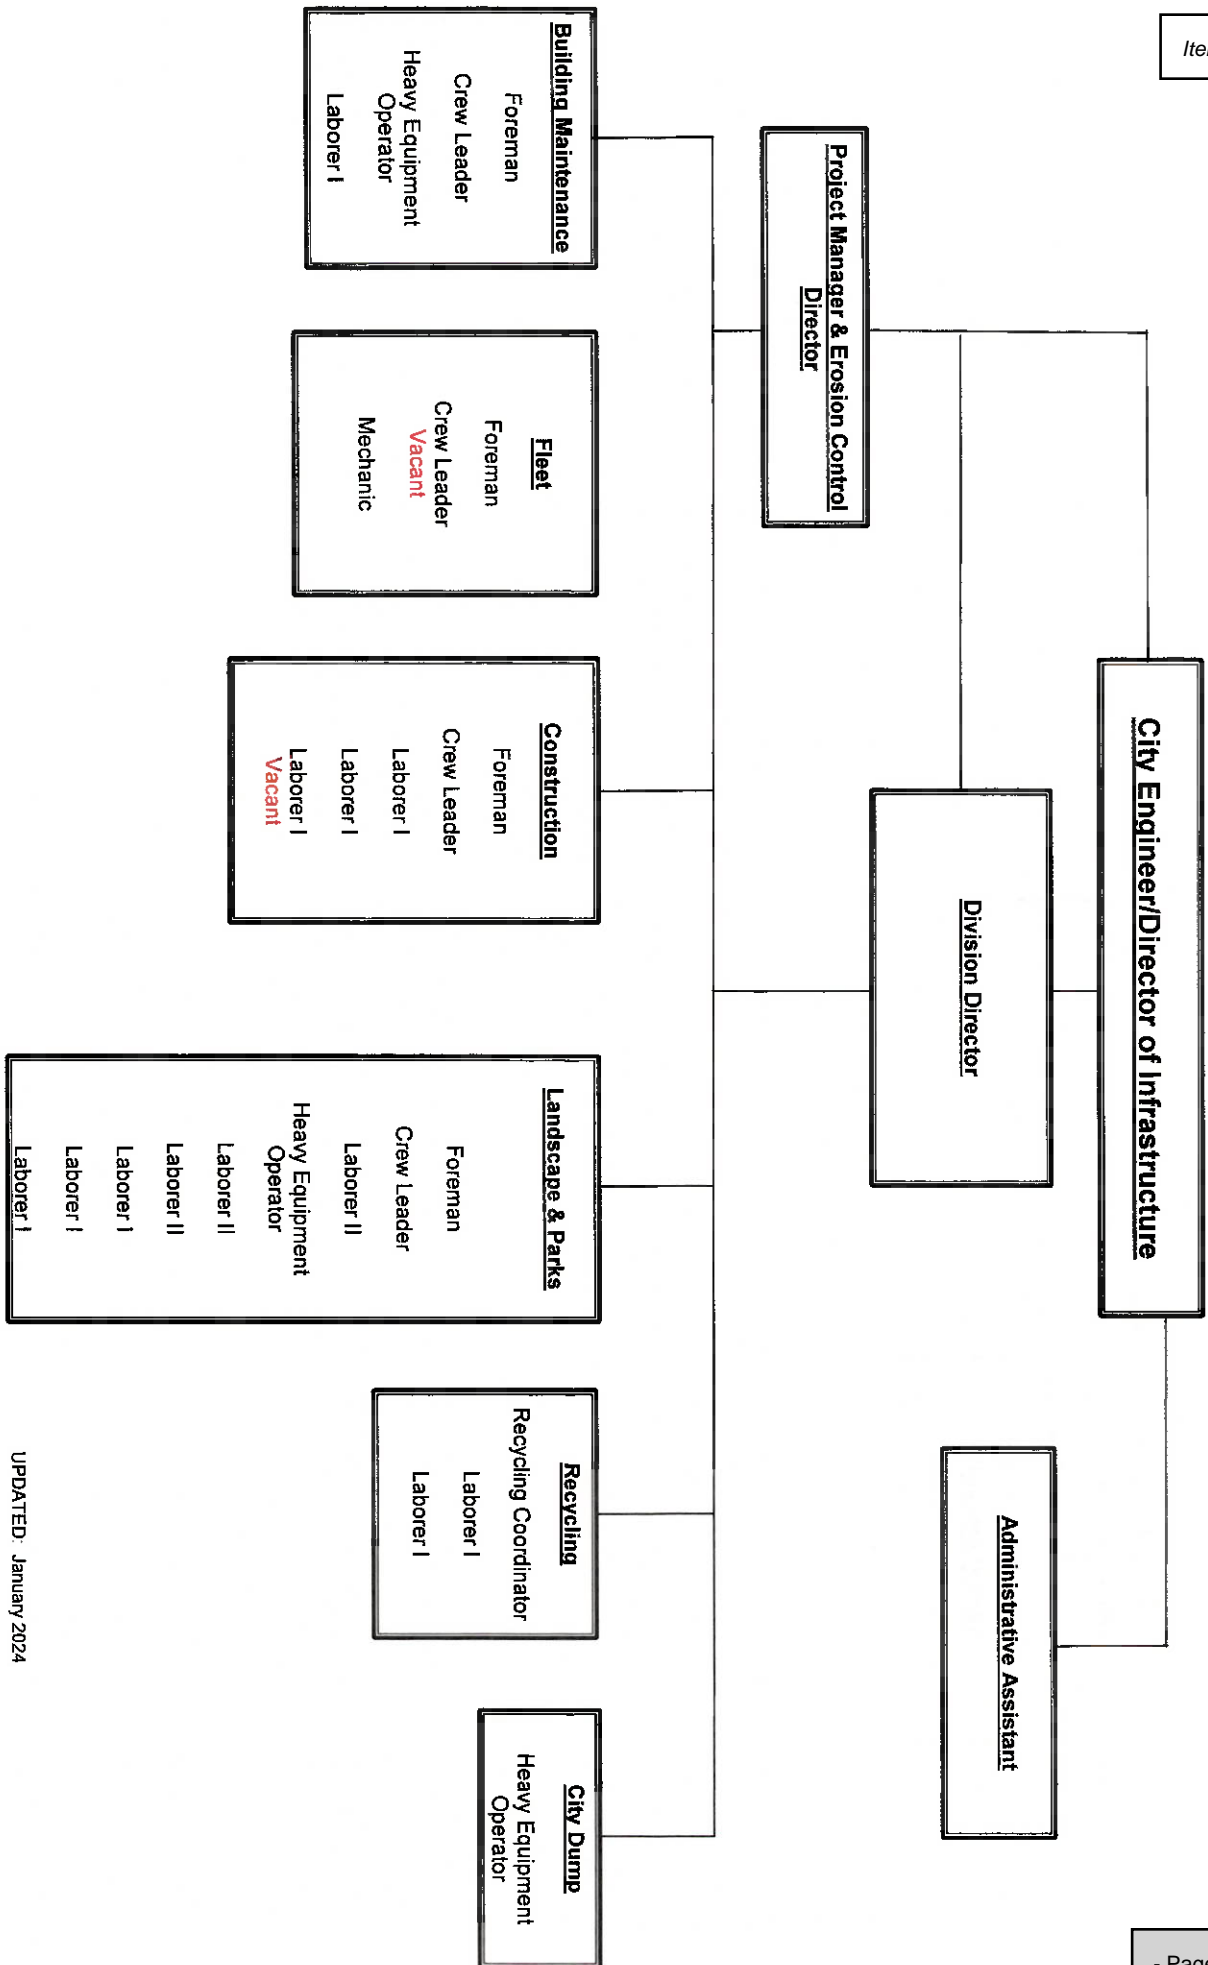 Item
City Engineer/Director of Infrastructure
Project Manager & Erosion Control
Director
Division Director
Administrative Assistant
Building Maintenance
Foreman
Crew Leader
Heavy Equipment
Operator
Laborer I
Fleet
Foreman
Crew Leader
Vacant
Mechanic
Construction
Foreman
Crew Leader
Laborer I
Laborer I
Laborer I
Vacant
Landscape & Parks
Foreman
Crew Leader
Laborer II
Heavy Equipment
Operator
Laborer II
Laborer II
Laborer I
Laborer I
Laborer I
Recycling
Recycling Coordinator
Laborer I
Laborer I
City Dump
Heavy Equipment
Operator
UPDATED: January 2024
- Page